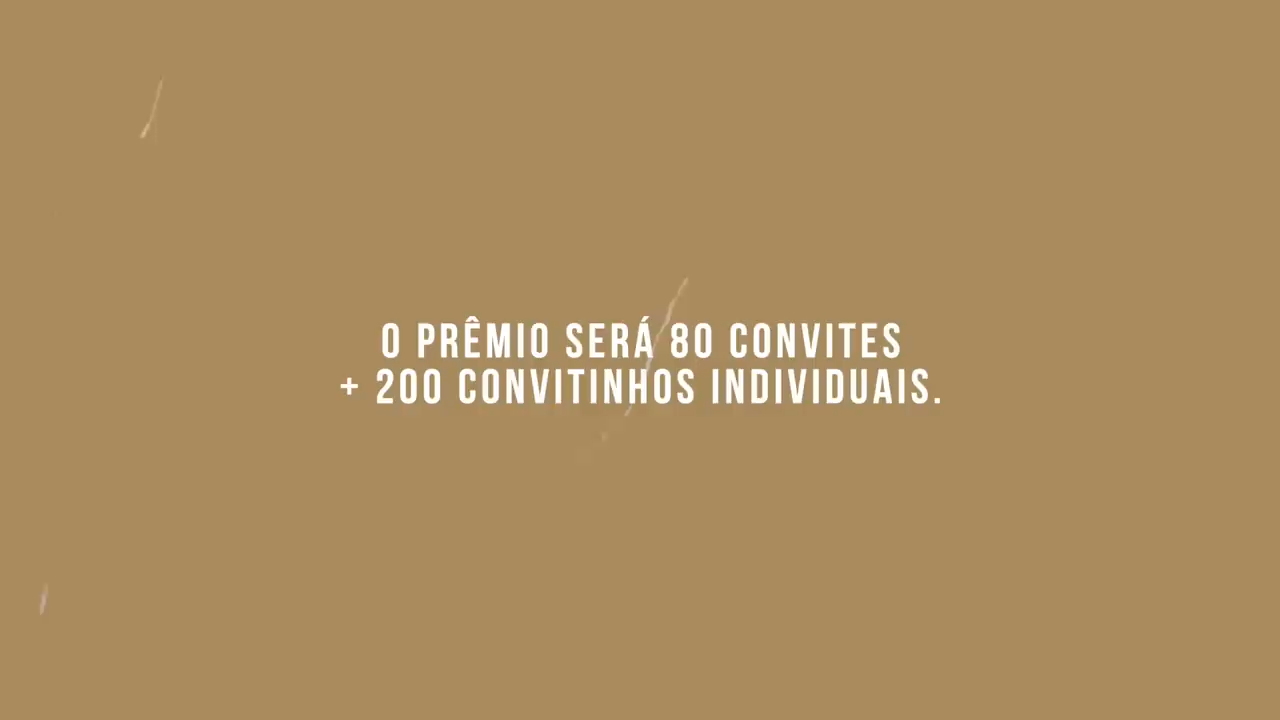 O PRÊMIO SERÁ 80 CONVITES
+ 200 CONVITINHOS INDIVIDUAIS.